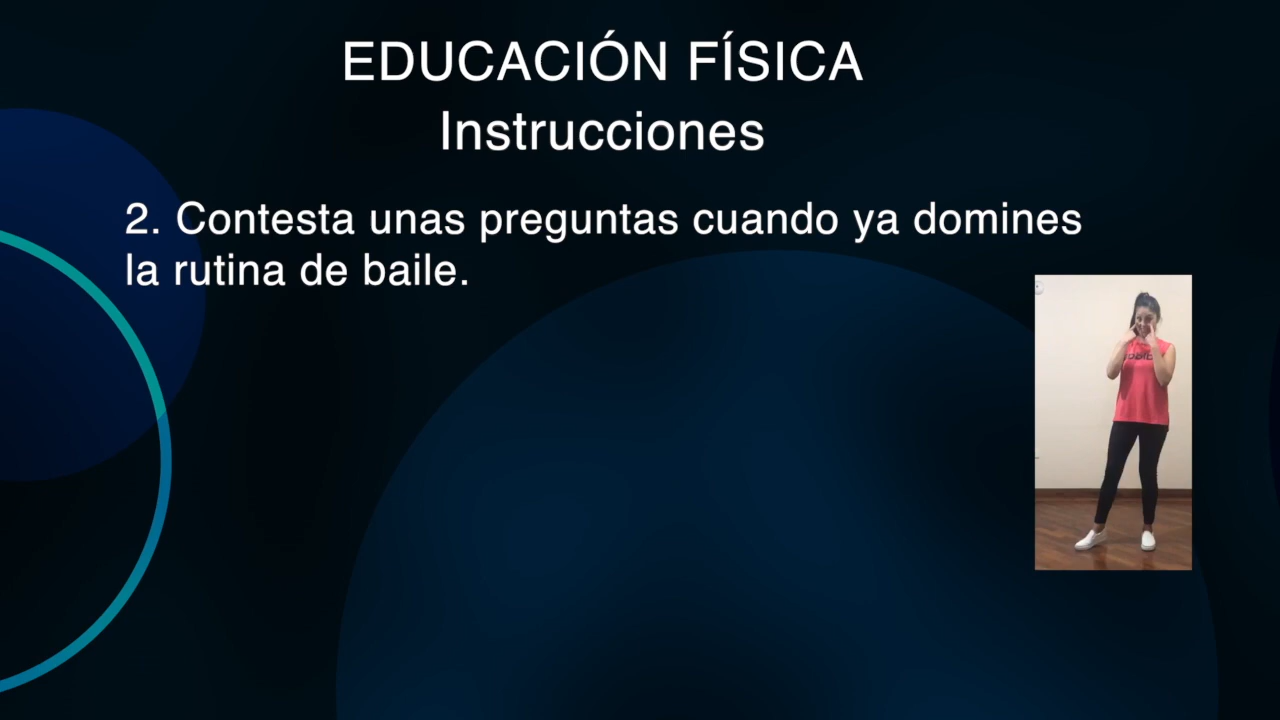 EDUCACIÓN FÍSICA
Instrucciones
2. Contesta unas preguntas cuando ya domines
la rutina de baile.